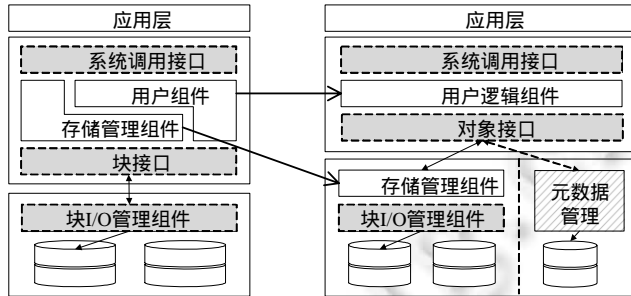 应用层
系统调用接口
用户组件
存储管理组件
块接口
块I/O管理组件
应用层
系统调用接口
用户逻辑组件
对象接口
存储管理组件
块I/O管理组件
元数据
管理